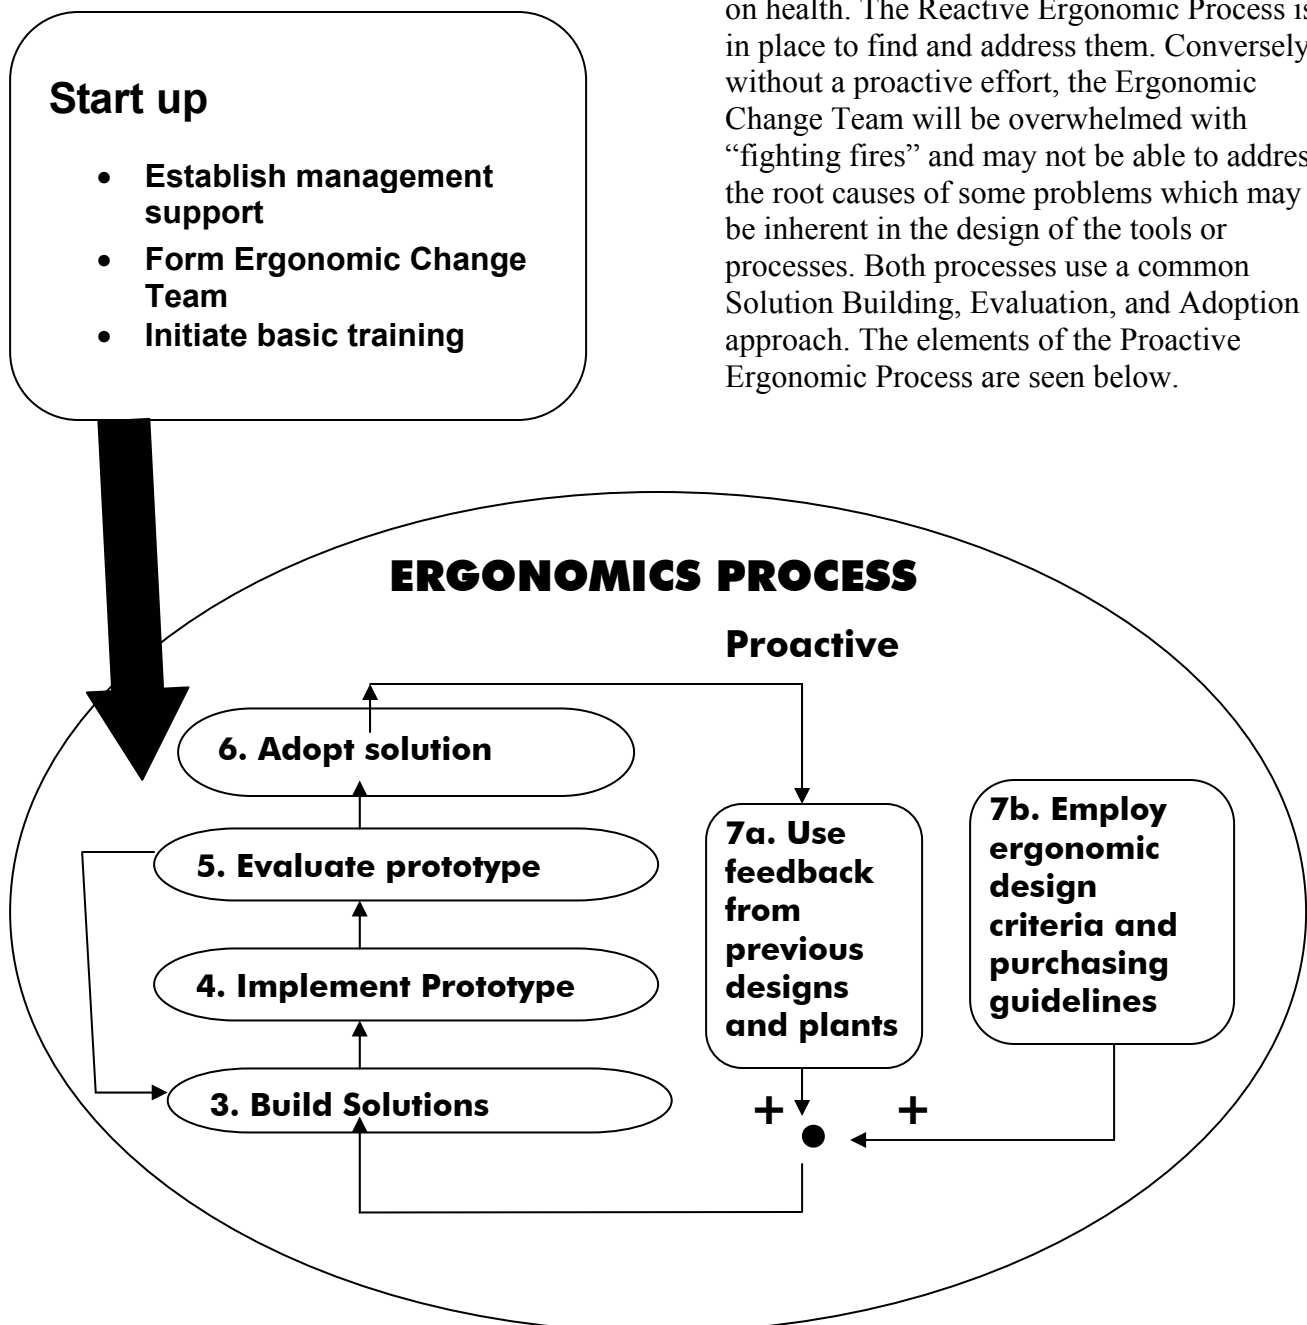 on health. The Reactive Ergonomic Process is
in place to find and address them. Conversely
without a proactive effort, the Ergonomic
Change Team will be overwhelmed with
“fighting fires” and may not be able to addres
the root causes of some problems which may
be inherent in the design of the tools or
processes. Both processes use a common
Solution Building, Evaluation, and Adoption
approach. The elements of the Proactive
Ergonomic Process are seen below.
Start up
• Establish management
support
• Form Ergonomic Change
Team
• Initiate basic training
ERGONOMICS PROCESS
Proactive
6. Adopt solution
5. Evaluate prototype
4. Implement Prototype
3. Build Solutions
7a. Use
feedback
from
previous
designs
and plants
7b. Employ
ergonomic
design
criteria and
purchasing
guidelines
+ +